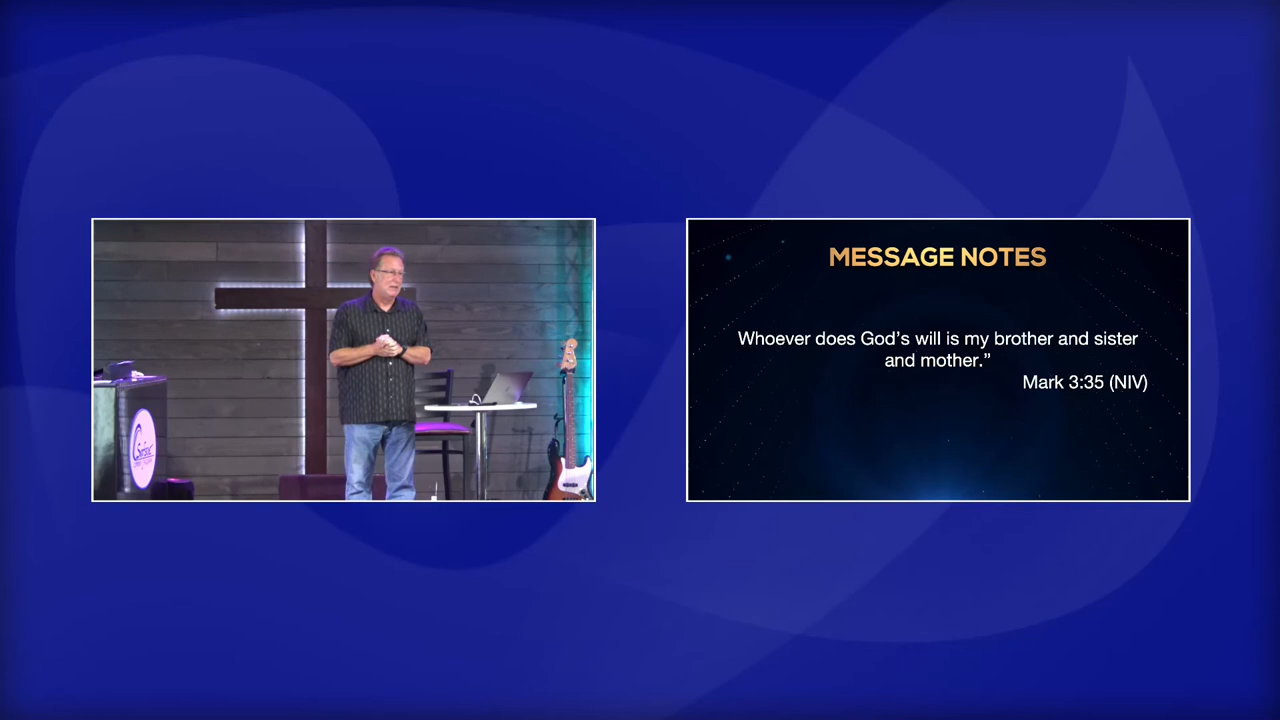 MESSAGE NOTES
Whoever does God’s will is my brother and sister
and mother.”
Mark 3:35 (NIV)